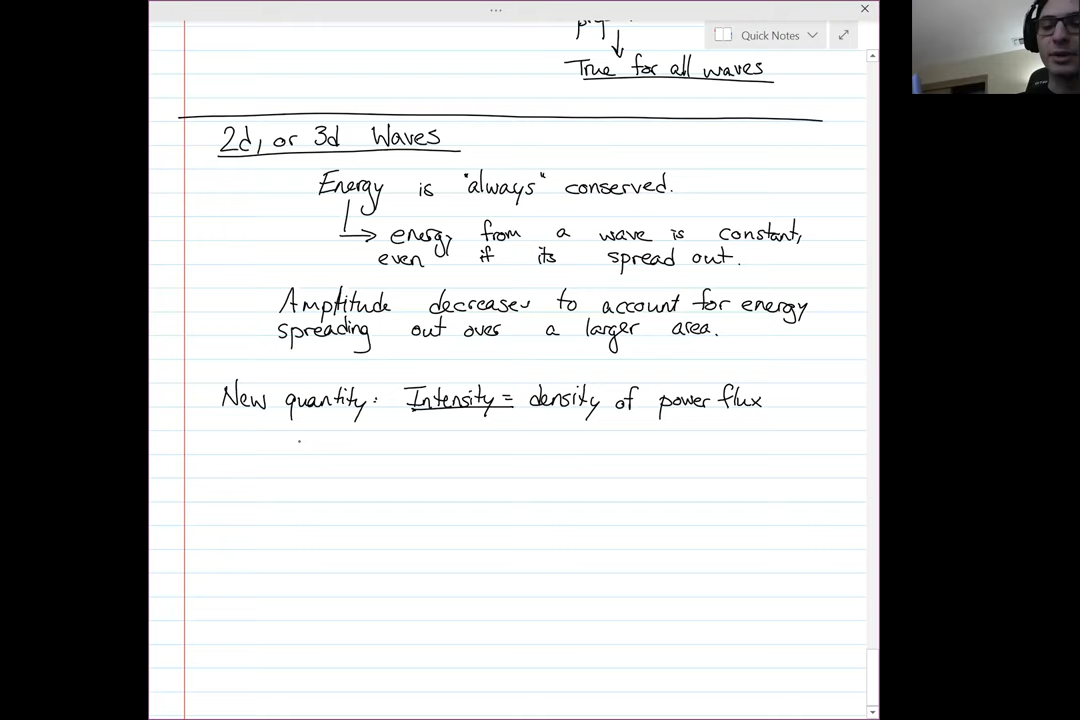 Quick Notes
True for all waves
2d, or 3d Waves
Energy is "always" conserved.
energy from a wave is constant,
even if its spread out.
Amplitude decreases to account for energy
spreading out over a larger area.
New quantity: Intensity = density of power flux